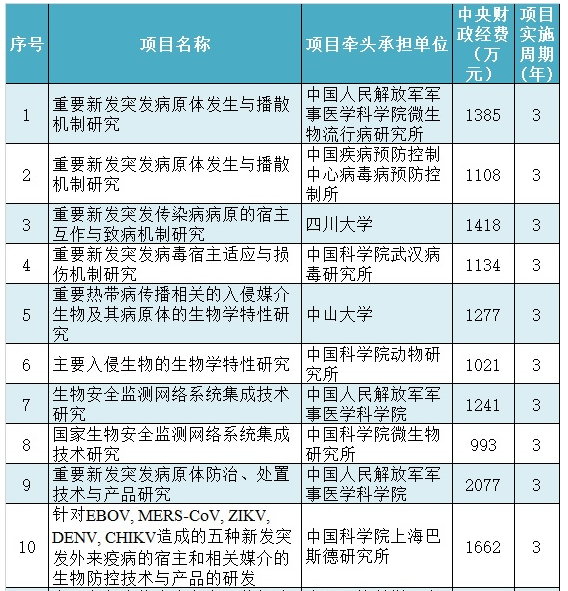 序号 项目名称 项目牵头承担单位 中央财
政经费
（万
元） 项目
实施
周期
(年)
1 重要新发突发病原体发生与播散
机制研究 中国人民解放军军
事医学科学院微生
物流行病研究所 1385 3
2 重要新发突发病原体发生与播散
机制研究 中国疾病预防控制
中心病毒病预防控
制所 1108 3
3 重要新发突发传染病病原的宿主
互作与致病机制研究 四川大学 1418 3
4 重要新发突发病毒宿主适应与损
伤机制研究 中国科学院武汉病
毒研究所 1134 3
5 重要热带病传播相关的入侵媒介
生物及其病原体的生物学特性研
究 中山大学 1277 3
6 主要入侵生物的生物学特性研究 中国科学院动物研
究所 1021 3
7 生物安全监测网络系统集成技术
研究 中国人民解放军军
事医学科学院 1241 3
8 国家生物安全监测网络系统集成
技术研究 中国科学院微生物
研究所 993 3
9 重要新发突发病原体防治、处置
技术与产品研究 中国人民解放军军
事医学科学院 2077 3
10 针对EBOV, MERS-CoV, ZIKV,
DENV, CHIKV造成的五种新发突
发外来疫病的宿主和相关媒介的
生物防控技术与产品的研发 中国科学院上海巴
斯德研究所 1662 3